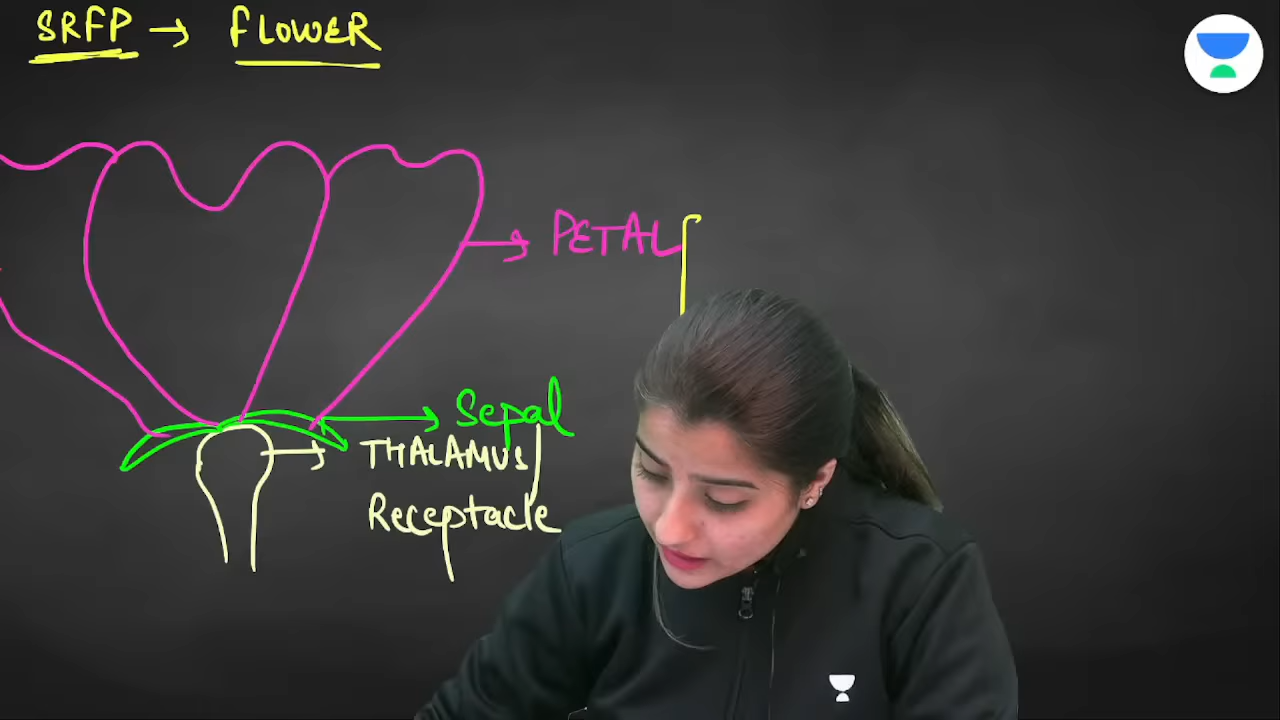 SRFP → FLOWER
→ PETAL
→ Sepal
→ THALAMUS/
Receptacle